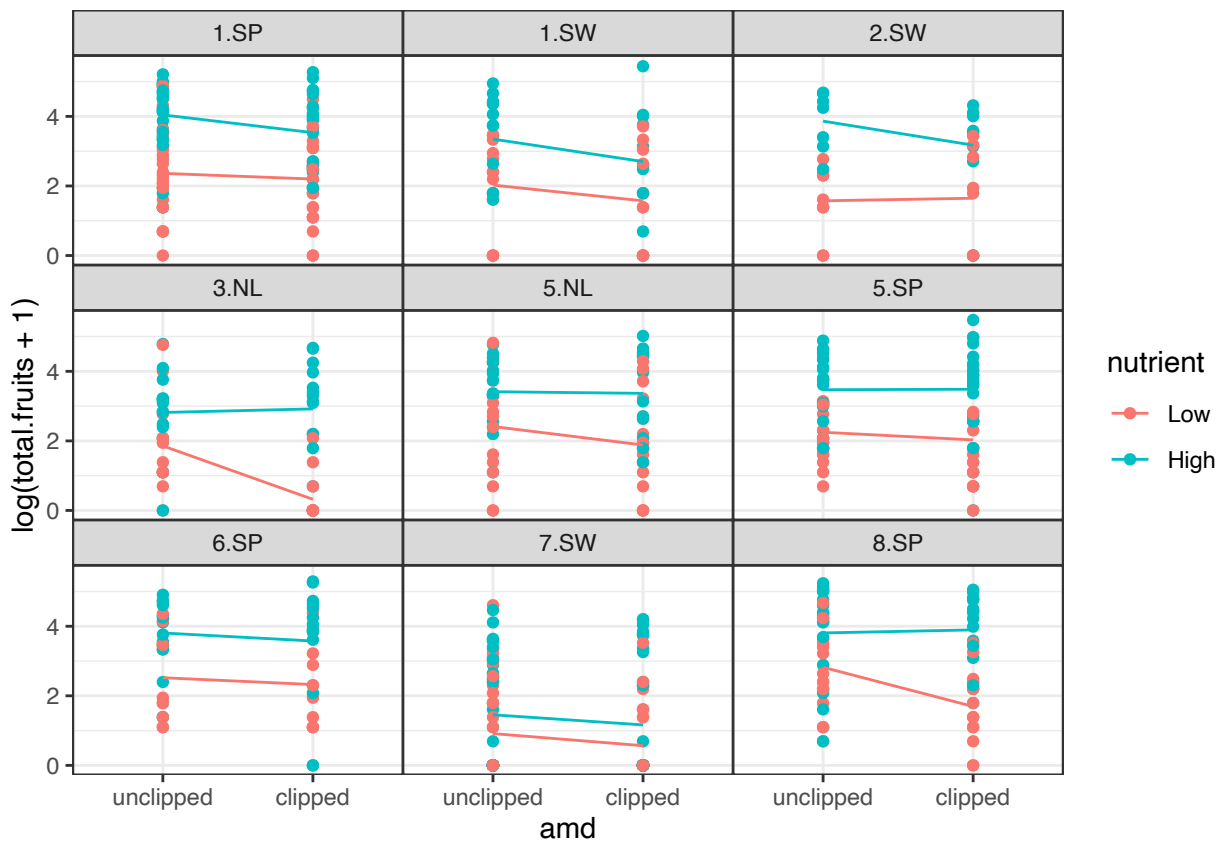 1.SP 1.SW 2.SW
4
2
0
3.NL 5.NL 5.SP
4
2
0
6.SP 7.SW 8.SP
4
2
0
unclipped clipped unclipped clipped unclipped clipped
amd
log(total.fruits + 1)
nutrient
Low
High